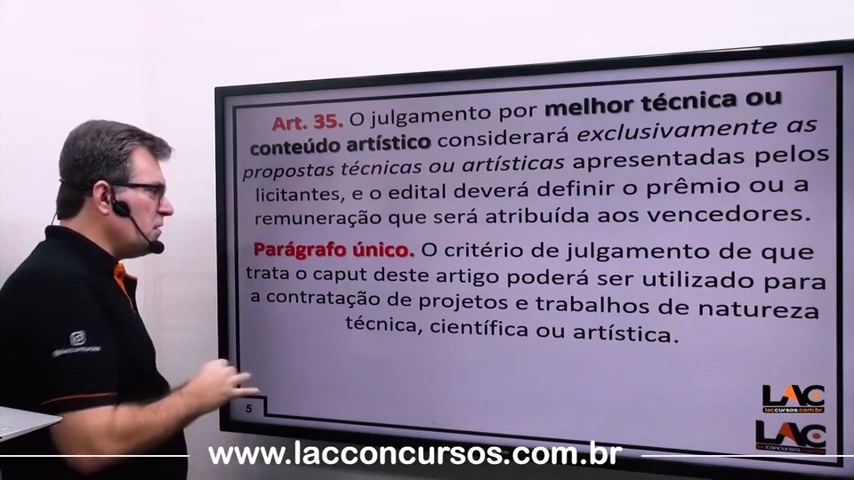 Art. 35. O julgamento por melhor técnica ou
conteúdo artístico considerará exclusivamente as
propostas técnicas ou artísticas apresentadas pelos
licitantes, e o edital deverá definir o prêmio ou a
remuneração que será atribuída aos vencedores.
Parágrafo único. O critério de julgamento de que
trata o caput deste artigo poderá ser utilizado para
a contratação de projetos e trabalhos de natureza
técnica, científica ou artística.
5
LAC
laccursos.com.br
LAC
www.lacconcursos.com.br